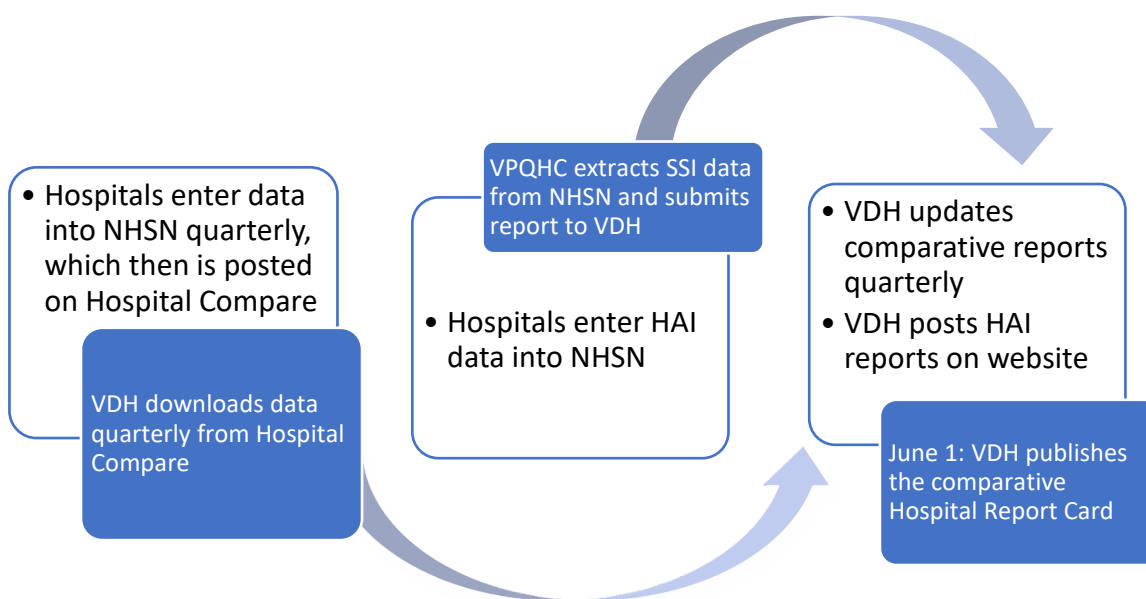 • Hospitals enter data
into NHSN quarterly,
which then is posted
on Hospital Compare
VDH downloads data
quarterly from Hospital
Compare
VPQHC extracts SSI data
from NHSN and submits
report to VDH
• Hospitals enter HAI
data into NHSN
• VDH updates
comparative reports
quarterly
• VDH posts HAI
reports on website
June 1: VDH publishes
the comparative
Hospital Report Card